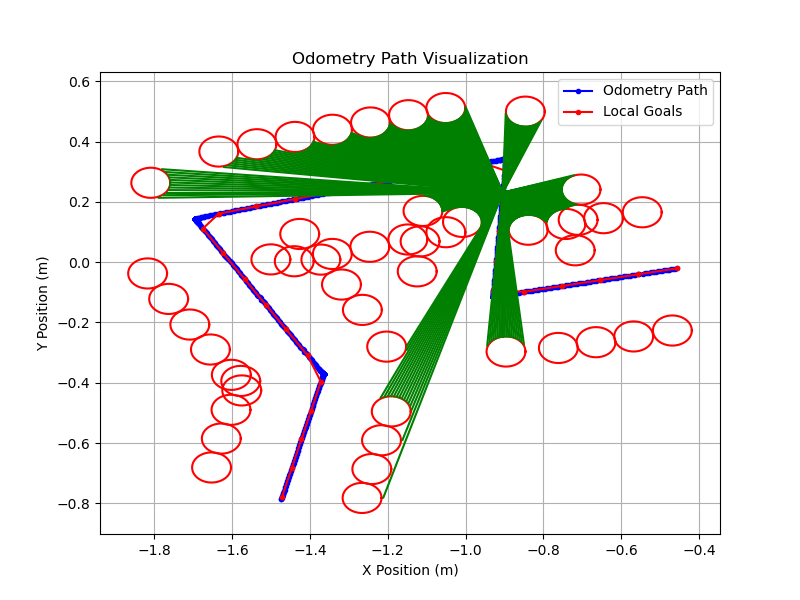 Odometry Path Visualization
Odometry Path
Local Goals
Y Position (m)
0.6
0.4
0.2
0.0
−0.2
−0.4
−0.6
−0.8
−1.8 −1.6 −1.4 −1.2 −1.0 −0.8 −0.6 −0.4
X Position (m)